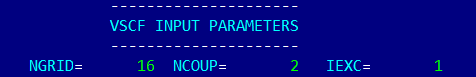 ---------------------
VSCF INPUT PARAMETERS
---------------------
NGRID= 16 NCOUP= 2 IEXC= 1